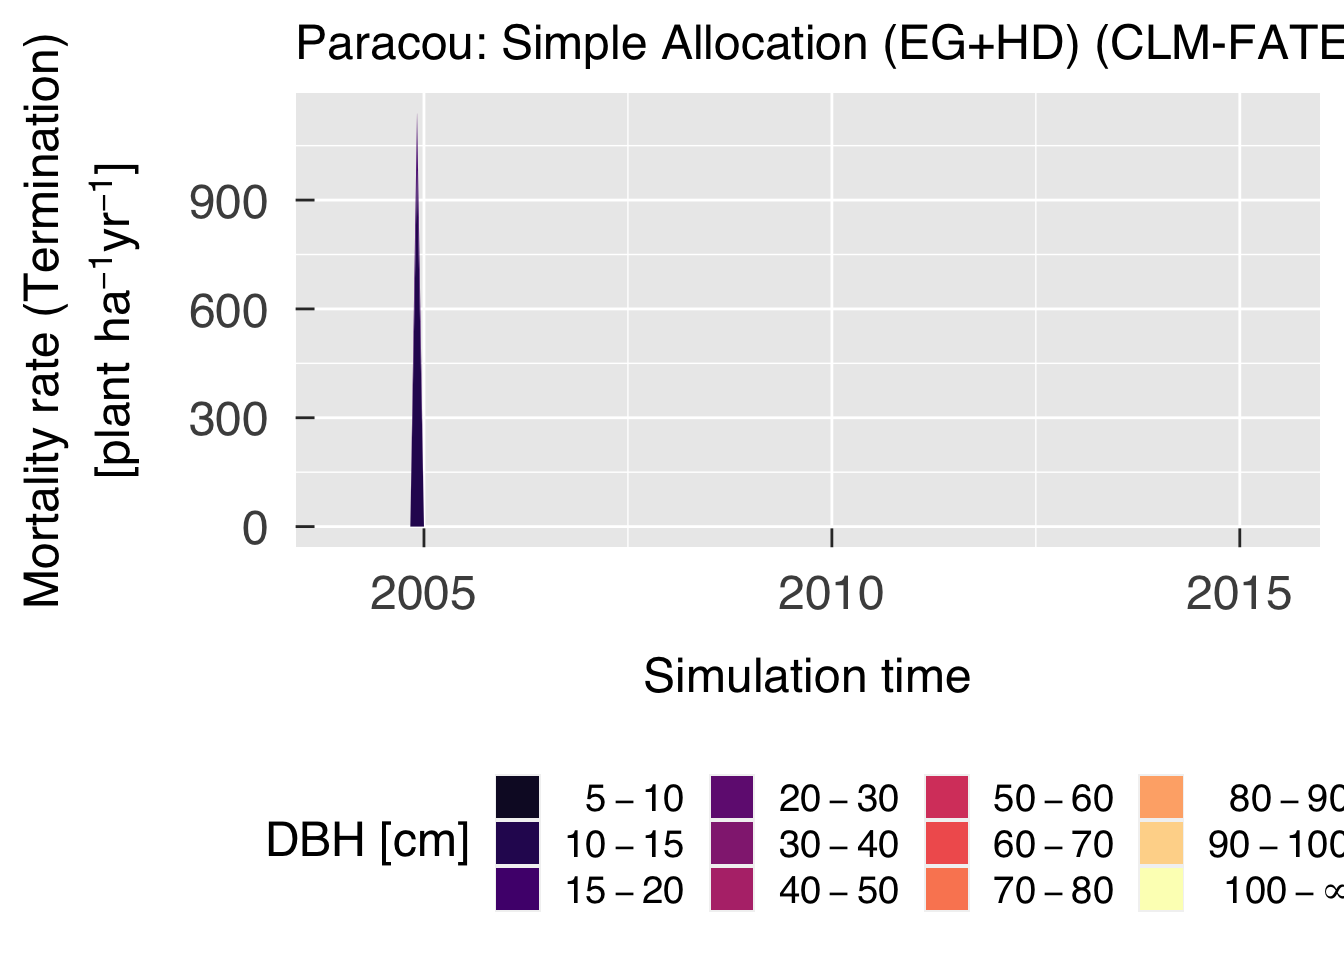 Paracou: Simple Allocation (EG+HD) (CLM-FATE
Mortality rate (Termination)
[plant ha⁻¹yr⁻¹]
900
600
300
0
2005 2010 2015
Simulation time
DBH [cm]
5 – 10 20 – 30 50 – 60 80 – 90
10 – 15 30 – 40 60 – 70 90 – 100
15 – 20 40 – 50 70 – 80 100 – ∞